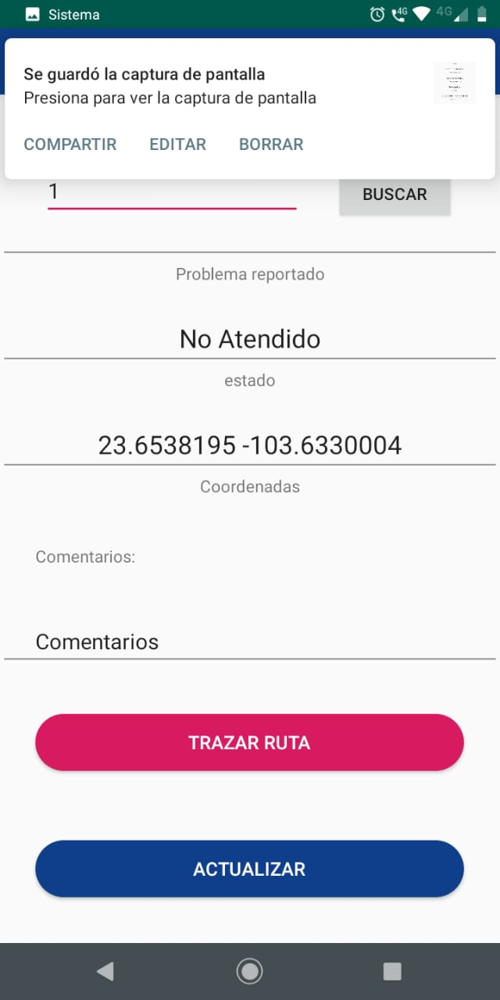 Sistema
4G
4G
Se guardó la captura de pantalla
Presiona para ver la captura de pantalla
COMPARTIR EDITAR BORRAR
1
BUSCAR
Problema reportado
No Atendido
estado
23.6538195 -103.6330004
Coordenadas
Comentarios:
Comentarios
TRAZAR RUTA
ACTUALIZAR